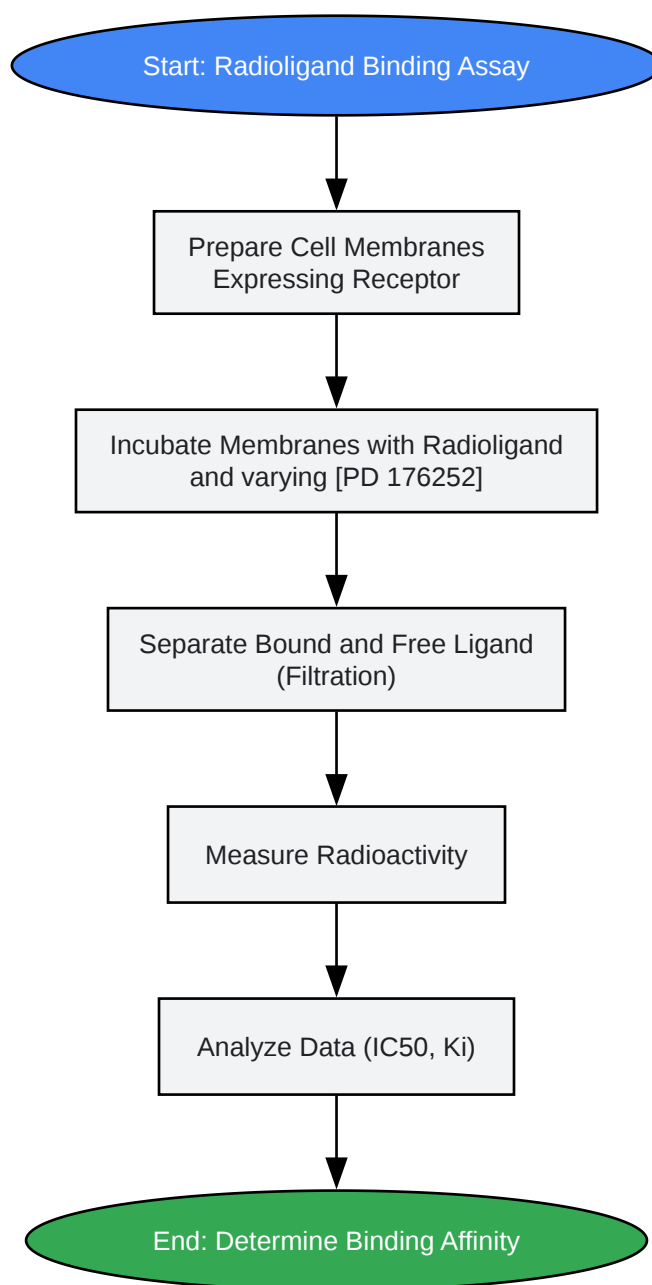 Start: Radioligand Binding Assay
Prepare Cell Membranes
Expressing Receptor
Incubate Membranes with Radioligand
and varying [PD 176252]
Separate Bound and Free Ligand
(Filtration)
Measure Radioactivity
Analyze Data (IC50, Ki)
End: Determine Binding Affinity